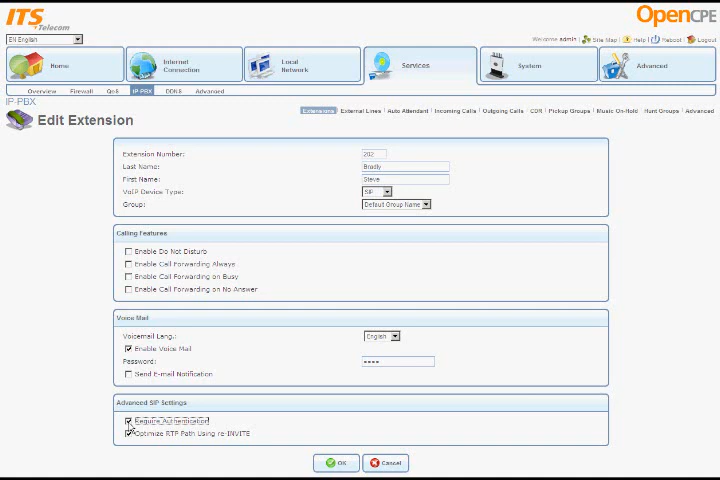 ITS
Telecom
OpenCPE
EN English
Welcome admin | Site Map | Help | Reboot | Logout
Home
Internet Connection
Local Network
Services
System
Advanced
Overview Firewall QoS IP-PBX DDNS Advanced
IP-PBX
Extensions | External Lines | Auto Attendant | Incoming Calls | Outgoing Calls | CDR | Pickup Groups | Music On-Hold | Hunt Groups | Advanced
Edit Extension
Extension Number: 202
Last Name: Bradly
First Name: Steve
VoIP Device Type: SIP
Group: Default Group Name
Calling Features
Enable Do Not Disturb
Enable Call Forwarding Always
Enable Call Forwarding on Busy
Enable Call Forwarding on No Answer
Voice Mail
Voicemail Lang.: English
Enable Voice Mail
Password: ••••
Send E-mail Notification
Advanced SIP Settings
Require Authentication
Optimize RTP Path Using re-INVITE
OK Cancel